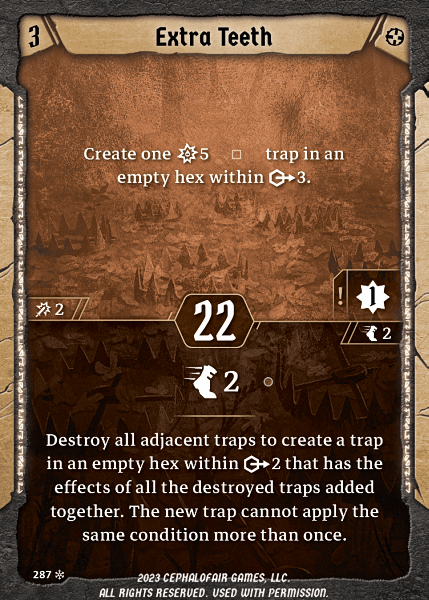 3 Extra Teeth
Create one 5 trap in an
empty hex within 3.
! 1
2 22 2
2
Destroy all adjacent traps to create a trap
in an empty hex within 2 that has the
effects of all the destroyed traps added
together. The new trap cannot apply the
same condition more than once.
287
2023 CEPHALOFAIR GAMES, LLC.
ALL RIGHTS RESERVED. USED WITH PERMISSION.